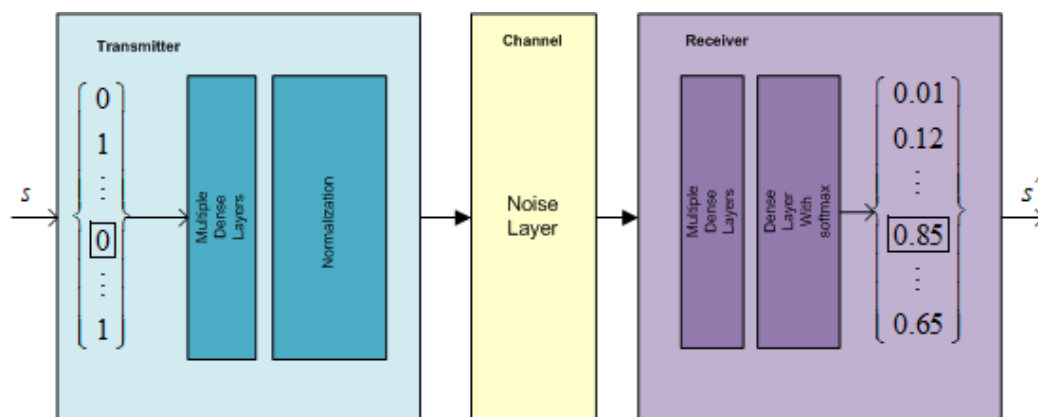 Transmitter
Channel
Receiver
s
0
1
⋮
0
⋮
1
Multiple
Dense
Layers
Normalization
Noise
Layer
Multiple
Dense
Layers
Dense
Layer
With
softmax
0.01
0.12
⋮
0.85
⋮
0.65
s